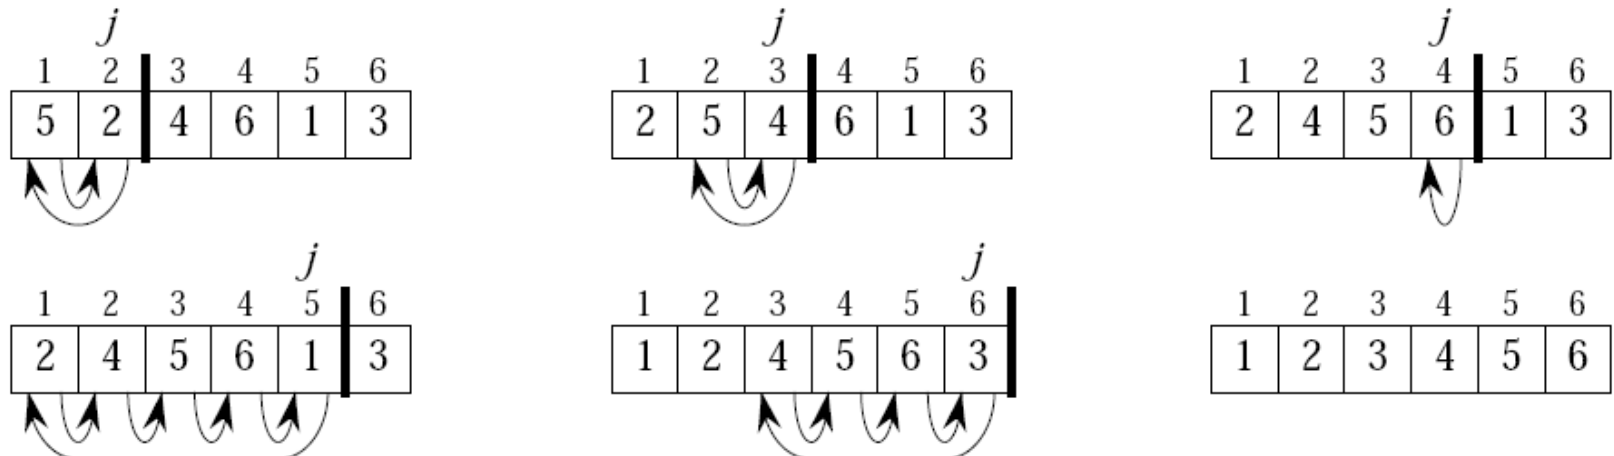 j j j
1 2 3 4 5 6 1 2 3 4 5 6 1 2 3 4 5 6
5 2 4 6 1 3 2 5 4 6 1 3 2 4 5 6 1 3
j j
1 2 3 4 5 6 1 2 3 4 5 6 1 2 3 4 5 6
2 4 5 6 1 3 1 2 4 5 6 3 1 2 3 4 5 6